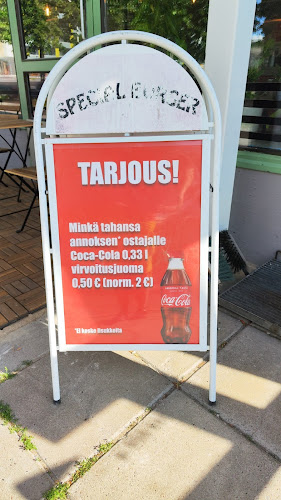 SPECIAL BURGER
TARJOUS!
Minkä tahansa
annoksen* ostajalle
Coca-Cola 0,33 l
virvoitusjuoma
0,50 € (norm. 2 €)
Coca-Cola
*Ei koske